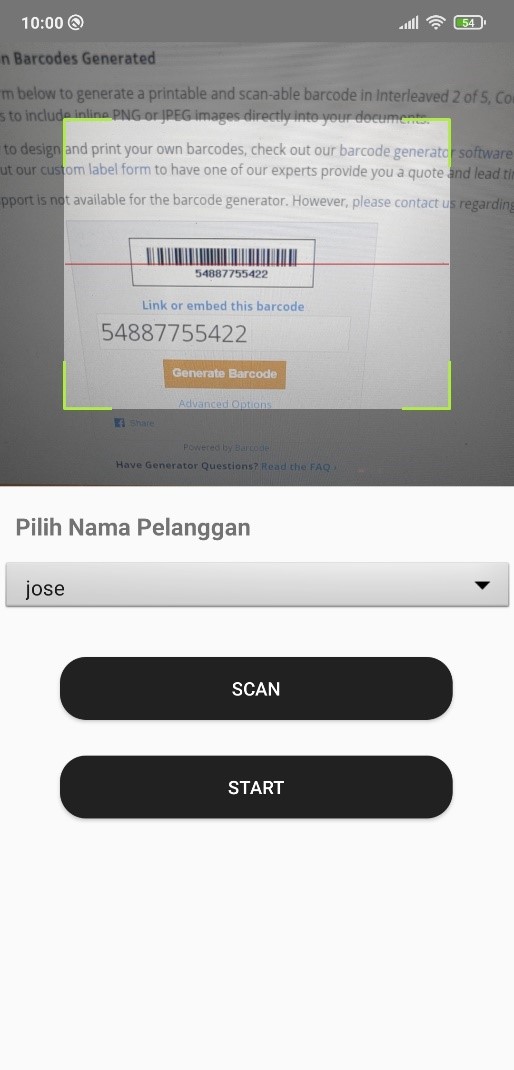 10:00
54
n Barcodes Generated
rm below to generate a printable and scan-able barcode in Interleaved 2 of 5, Co
s to include inline PNG or JPEG images directly into your documents.
to design and print your own barcodes, check out our barcode generator software
ut our custom label form to have one of our experts provide you a quote and lead ti
pport is not available for the barcode generator. However, please contact us regarding
54887755422
Link or embed this barcode
54887755422
Generate Barcode
Advanced Options
Share
Powered by Barcode
Have Generator Questions? Read the FAQ ›
Pilih Nama Pelanggan
jose
SCAN
START